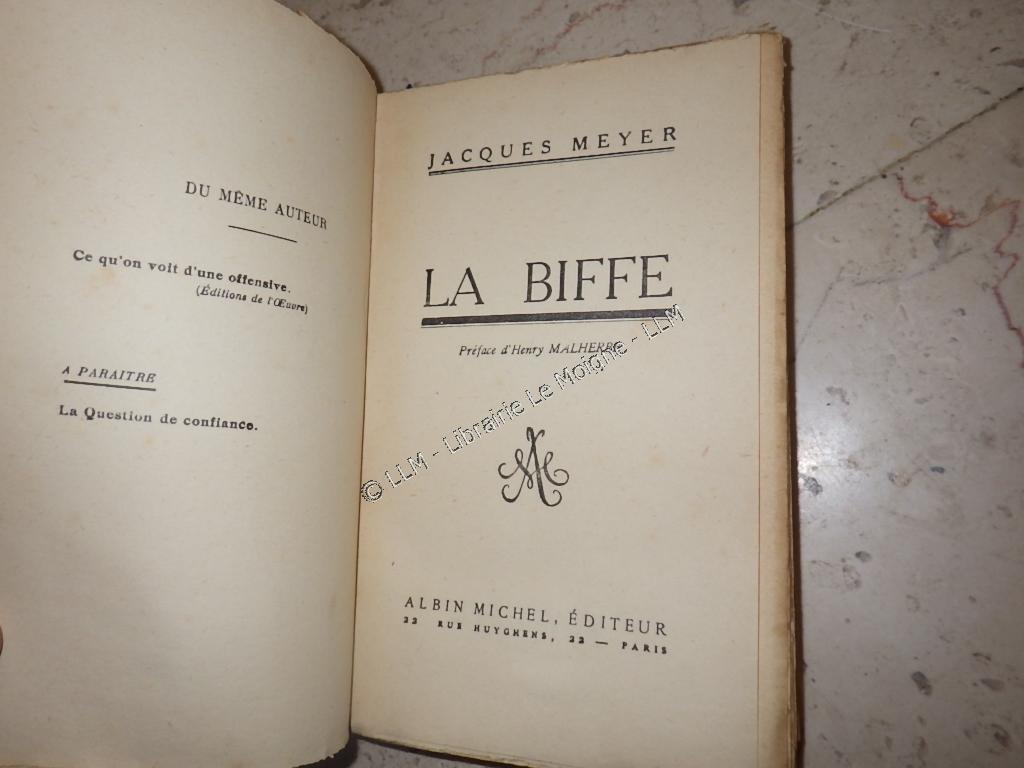 DU MÊME AUTEUR
Ce qu'on voit d'une offensive.
(Éditions de l'Œuvre)
A PARAITRE
La Question de confiance.
JACQUES MEYER
LA BIFFE
Préface d'Henry MALHERBE
© LLM - Librairie Le Moigne - LLM
ALBIN MICHEL, ÉDITEUR
22 RUE HUYGHENS, 22 — PARIS